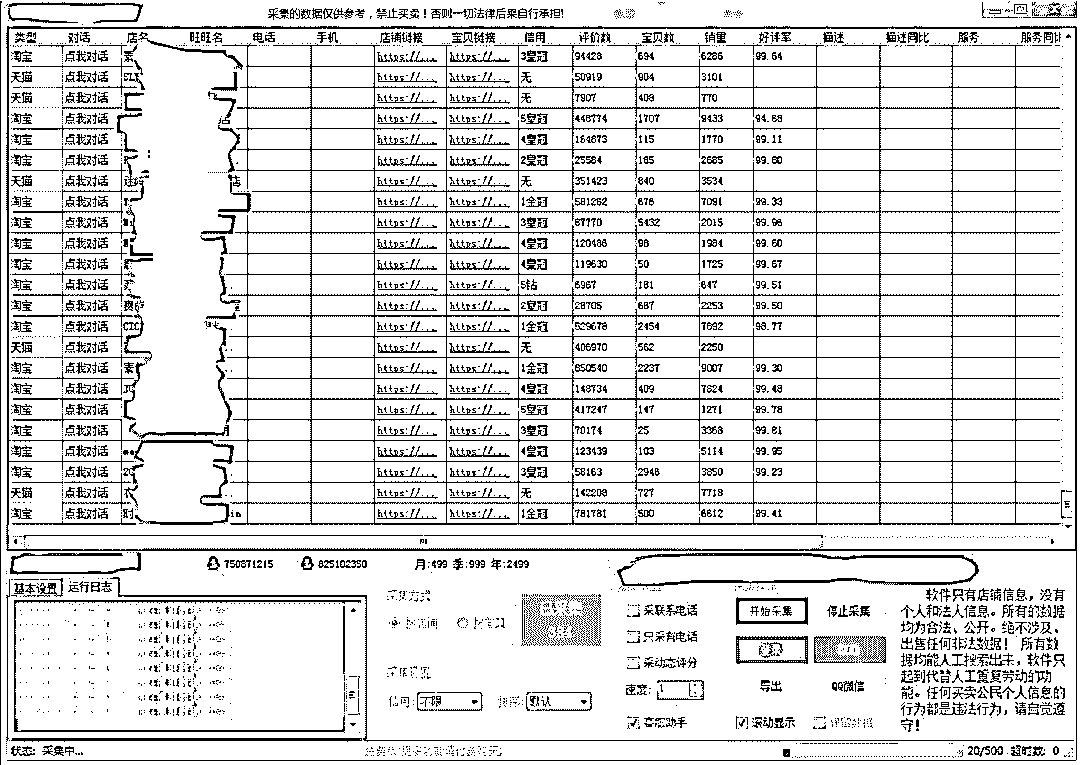 采集的数据仅供参考，禁止买卖！否则一切法律后果自行承担!
类型 对话 店名 旺旺名 电话 手机 店铺链接 宝贝链接 信用 评价数 宝贝数 销量 好评率 描述 描述同比 服务 服务同比
淘宝 点我对话 https://... https://... 3皇冠 94428 694 6286 99.64
天猫 点我对话 https://... https://... 无 50919 904 3101
天猫 点我对话 https://... https://... 无 7907 409 770
淘宝 点我对话 https://... https://... 5皇冠 448774 1707 9433 94.68
淘宝 点我对话 https://... https://... 4皇冠 164673 115 1770 99.11
淘宝 点我对话 https://... https://... 2皇冠 25584 165 2685 99.60
天猫 点我对话 https://... https://... 无 351423 840 3534
淘宝 点我对话 https://... https://... 1金冠 581262 676 7091 99.33
淘宝 点我对话 https://... https://... 3皇冠 67770 5432 2015 99.96
淘宝 点我对话 https://... https://... 4皇冠 120486 98 1984 99.60
淘宝 点我对话 https://... https://... 4皇冠 119630 50 1725 99.67
淘宝 点我对话 https://... https://... 5钻 6967 181 647 99.51
淘宝 点我对话 https://... https://... 2皇冠 28705 687 2253 99.50
淘宝 点我对话 https://... https://... 1金冠 529678 2454 7692 98.77
天猫 点我对话 https://... https://... 无 406970 562 2250
淘宝 点我对话 素 https://... https://... 1金冠 650540 2237 9007 99.30
淘宝 点我对话 https://... https://... 4皇冠 148734 409 7824 99.48
淘宝 点我对话 https://... https://... 5皇冠 417247 147 1271 99.78
淘宝 点我对话 https://... https://... 3皇冠 70174 25 3368 99.81
淘宝 点我对话 https://... https://... 4皇冠 123439 103 5114 99.95
淘宝 点我对话 https://... https://... 3皇冠 58163 2946 3850 99.23
天猫 点我对话 衣 https://... https://... 无 142208 727 7718
淘宝 点我对话 https://... https://... 1金冠 781781 500 6612 99.41
750871215 825102350 月:499 季:999 年:2499
基本设置 运行日志
采集方式
信用: 不限 排序: 默认
采联系电话
只采有电话
采动态评分
速度: 1
高级助手 滚动显示
开始采集 停止采集
导出 QQ微信
软件只有店铺信息，没有
个人和法人信息。所有的数据
均为合法、公开。绝不涉及、
出售任何非法数据！所有数
据均能人工搜索出来，软件只
起到代替人工重复劳动的功
能。任何买卖公民个人信息的
行为都是违法行为，请自觉遵
守！
状态: 采集中... 20/500 超时数: 0